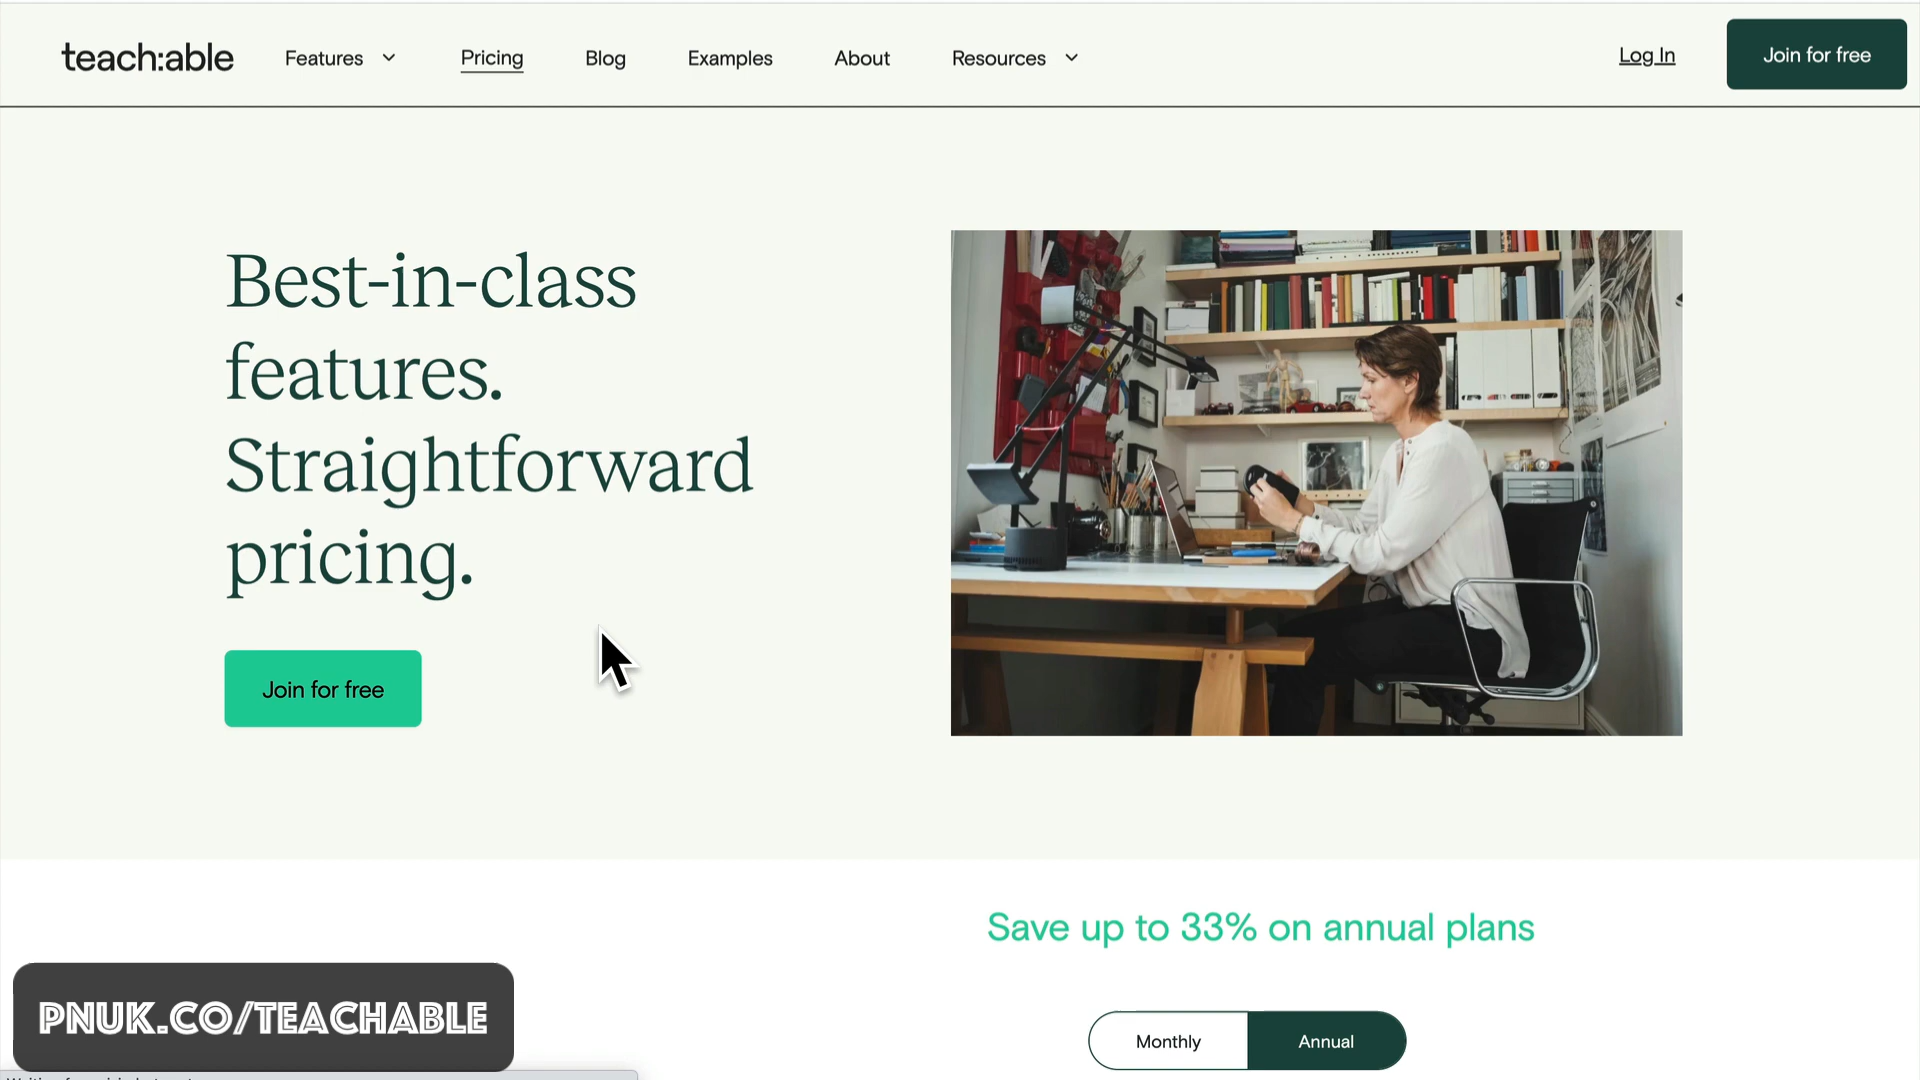 teach:able
Features
Pricing
Blog
Examples
About
Resources
Log In
Join for free
Best-in-class
features.
Straightforward
pricing.
Join for free
Save up to 33% on annual plans
Monthly
Annual
PNUK.CO/TEACHABLE